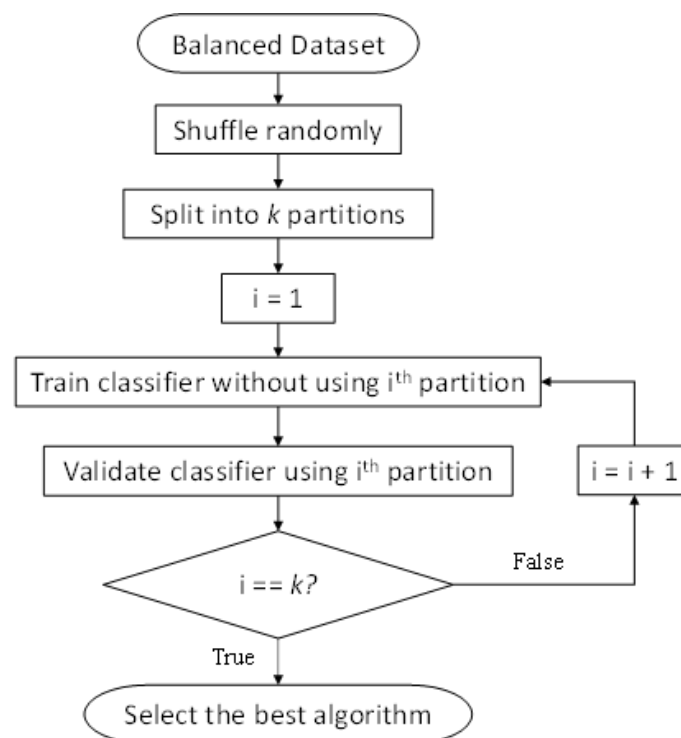 Balanced Dataset
Shuffle randomly
Split into k partitions
i = 1
Train classifier without using iᵗʰ partition
Validate classifier using iᵗʰ partition
i = i + 1
i == k?
False
True
Select the best algorithm